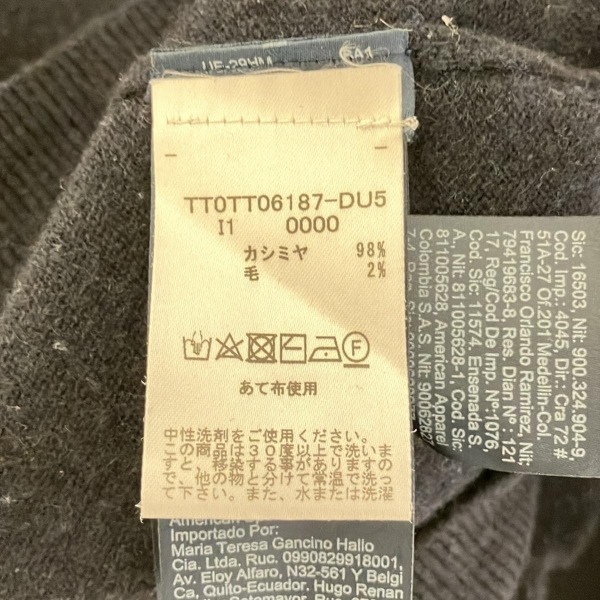 TT0TT06187-DU5
I1 0000
カシミヤ 98%
毛 2%
あて布使用
中性洗剤をご使用ください。
この商品は30度以上で洗いま
すと、移染する事がありますの
で、他の物と分けて常温で洗っ
て下さい。また、水または洗濯
Sic: 16503, Nit: 900.324.904-9,
Cod. Imp.: 4045, Dir.: Cra 72 #
51A-27 Of.201 Medellin-Col.
Francisco Orlando Ramirez, Nit:
79419683-8, Res. Dian N°: 121
17, Reg/Cod De Imp. Nº:1076,
Cod. Sic: 11574. Ensenada S.
A., Nit: 811005628-1, Cod. Sic:
811005628, American Apparel
Colombia S.A.S, Nit: 90062827
Importado Por:
Maria Teresa Gancino Hallo
Cia. Ltda. Ruc: 0990829918001,
Av. Eloy Alfaro, N32-561 Y Belgi
Ca, Quito-Ecuador. Hugo Renan